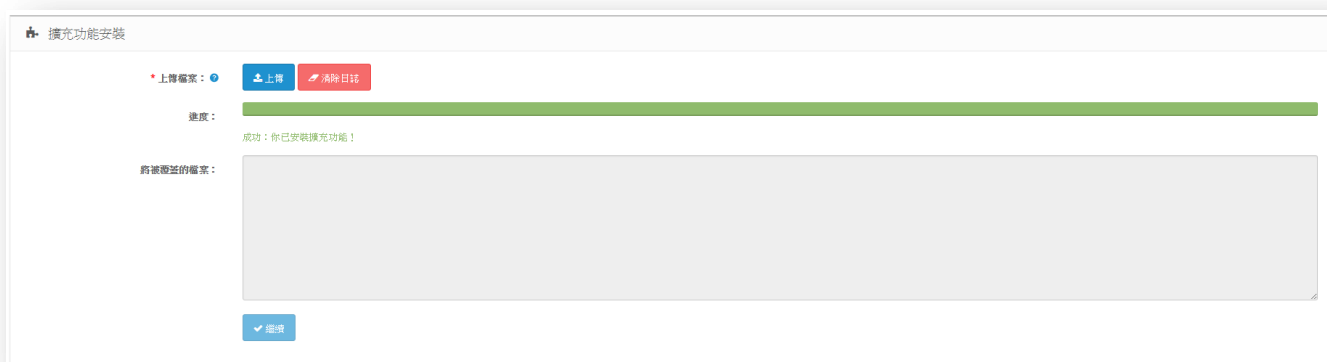 擴充功能安裝
* 上傳檔案：
上傳 清除日誌
進度：
成功：你已安裝擴充功能！
將被覆蓋的檔案：
繼續